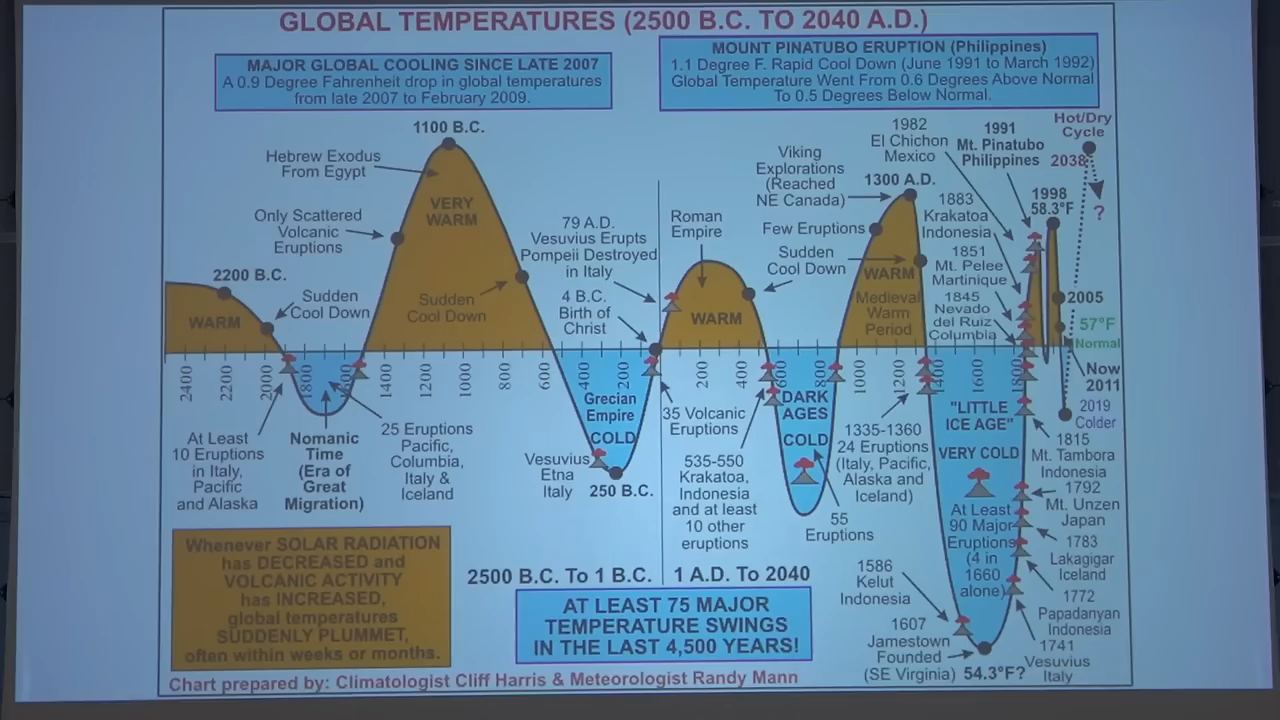 GLOBAL TEMPERATURES (2500 B.C. TO 2040 A.D.)
MAJOR GLOBAL COOLING SINCE LATE 2007
A 0.9 Degree Fahrenheit drop in global temperatures
from late 2007 to February 2009.
MOUNT PINATUBO ERUPTION (Philippines)
1.1 Degree F. Rapid Cool Down (June 1991 to March 1992)
Global Temperature Went From 0.6 Degrees Above Normal
To 0.5 Degrees Below Normal.
2200 B.C.
WARM
Sudden
Cool Down
Only Scattered
Volcanic
Eruptions
Hebrew Exodus
From Egypt
1100 B.C.
VERY
WARM
Sudden
Cool Down
79 A.D.
Vesuvius Erupts
Pompeii Destroyed
in Italy
4 B.C.
Birth of
Christ
Roman
Empire
WARM
Sudden
Cool Down
Few Eruptions
Viking
Explorations
(Reached
NE Canada)
1300 A.D.
WARM
Medieval
Warm
Period
1982
El Chichon
Mexico
1991
Mt. Pinatubo
Philippines
1883
Krakatoa
Indonesia
1851
Mt. Pelee
Martinique
1845
Nevado
del Ruiz
Columbia
1998
58.3°F
Hot/Dry
Cycle
2038
?
2005
57°F
Normal
Now
2011
2019
Colder
2400
2200
2000
1800
1600
1400
1200
1000
800
600
400
200
200
400
600
800
1000
1200
1400
1600
1800
At Least
10 Eruptions
in Italy,
Pacific
and Alaska
Nomanic
Time
(Era of
Great
Migration)
25 Eruptions
Pacific,
Columbia,
Italy &
Iceland
Grecian
Empire
COLD
Vesuvius
Etna
Italy
250 B.C.
35 Volcanic
Eruptions
535-550
Krakatoa,
Indonesia
and at least
10 other
eruptions
DARK
AGES
COLD
55
Eruptions
1335-1360
24 Eruptions
(Italy, Pacific,
Alaska and
Iceland)
"LITTLE
ICE AGE"
VERY COLD
At Least
90 Major
Eruptions
(4 in
1660
alone)
1815
Mt. Tambora
Indonesia
1792
Mt. Unzen
Japan
1783
Lakagigar
Iceland
1772
Papadanyan
Indonesia
1741
Vesuvius
Italy
1586
Kelut
Indonesia
1607
Jamestown
Founded
(SE Virginia)
54.3°F?
Whenever SOLAR RADIATION
has DECREASED and
VOLCANIC ACTIVITY
has INCREASED,
global temperatures
SUDDENLY PLUMMET,
often within weeks or months.
2500 B.C. To 1 B.C.
1 A.D. To 2040
AT LEAST 75 MAJOR
TEMPERATURE SWINGS
IN THE LAST 4,500 YEARS!
Chart prepared by: Climatologist Cliff Harris & Meteorologist Randy Mann